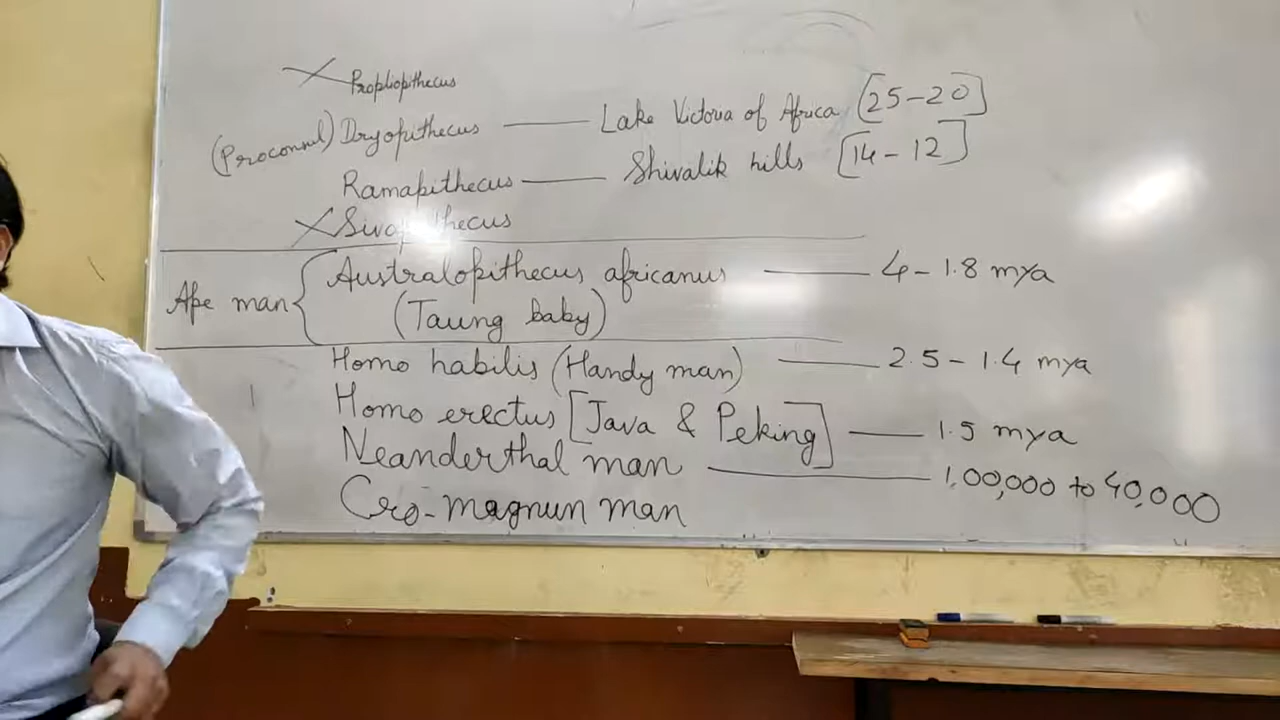 Propliopithecus
(Proconsul) Dryopithecus — Lake Victoria of Africa [25-20]
Ramapithecus — Shivalik hills [14-12]
Ape man { Australopithecus africanus — 4-1.8 mya
(Taung baby)
Homo habilis (Handy man) — 2.5-1.4 mya
Homo erectus [Java & Peking] — 1.5 mya
Neanderthal man — 1,00,000 to 40,000
Cro-magnun man